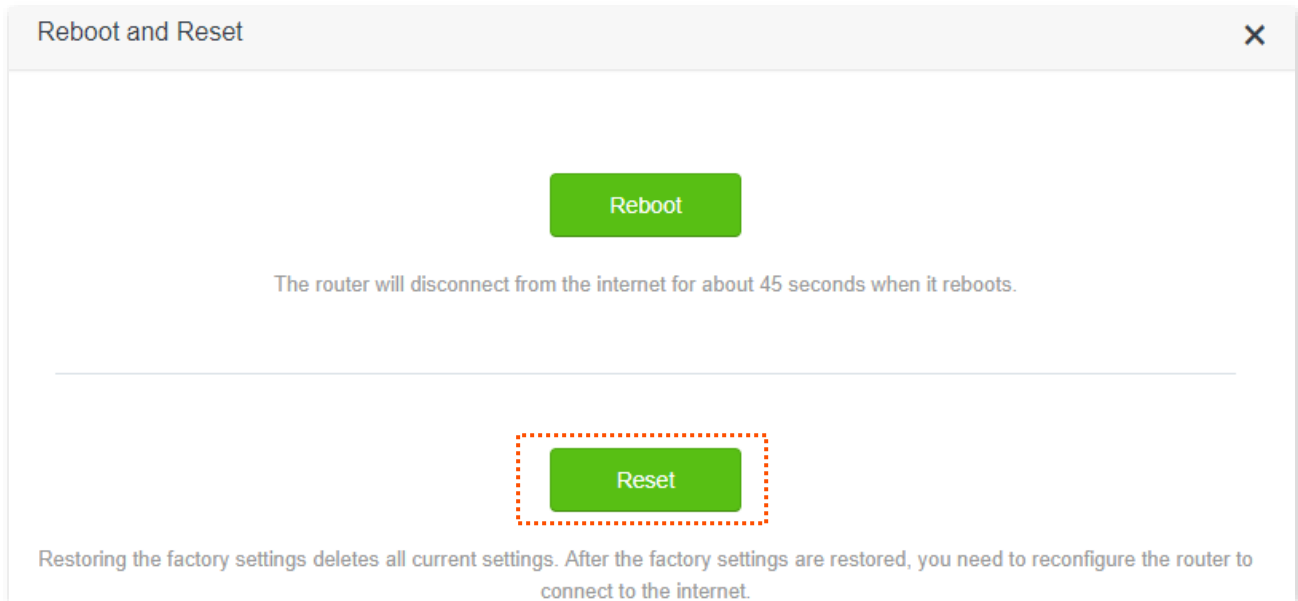 Reboot and Reset
Reboot
The router will disconnect from the internet for about 45 seconds when it reboots.
Reset
Restoring the factory settings deletes all current settings. After the factory settings are restored, you need to reconfigure the router to
connect to the internet.